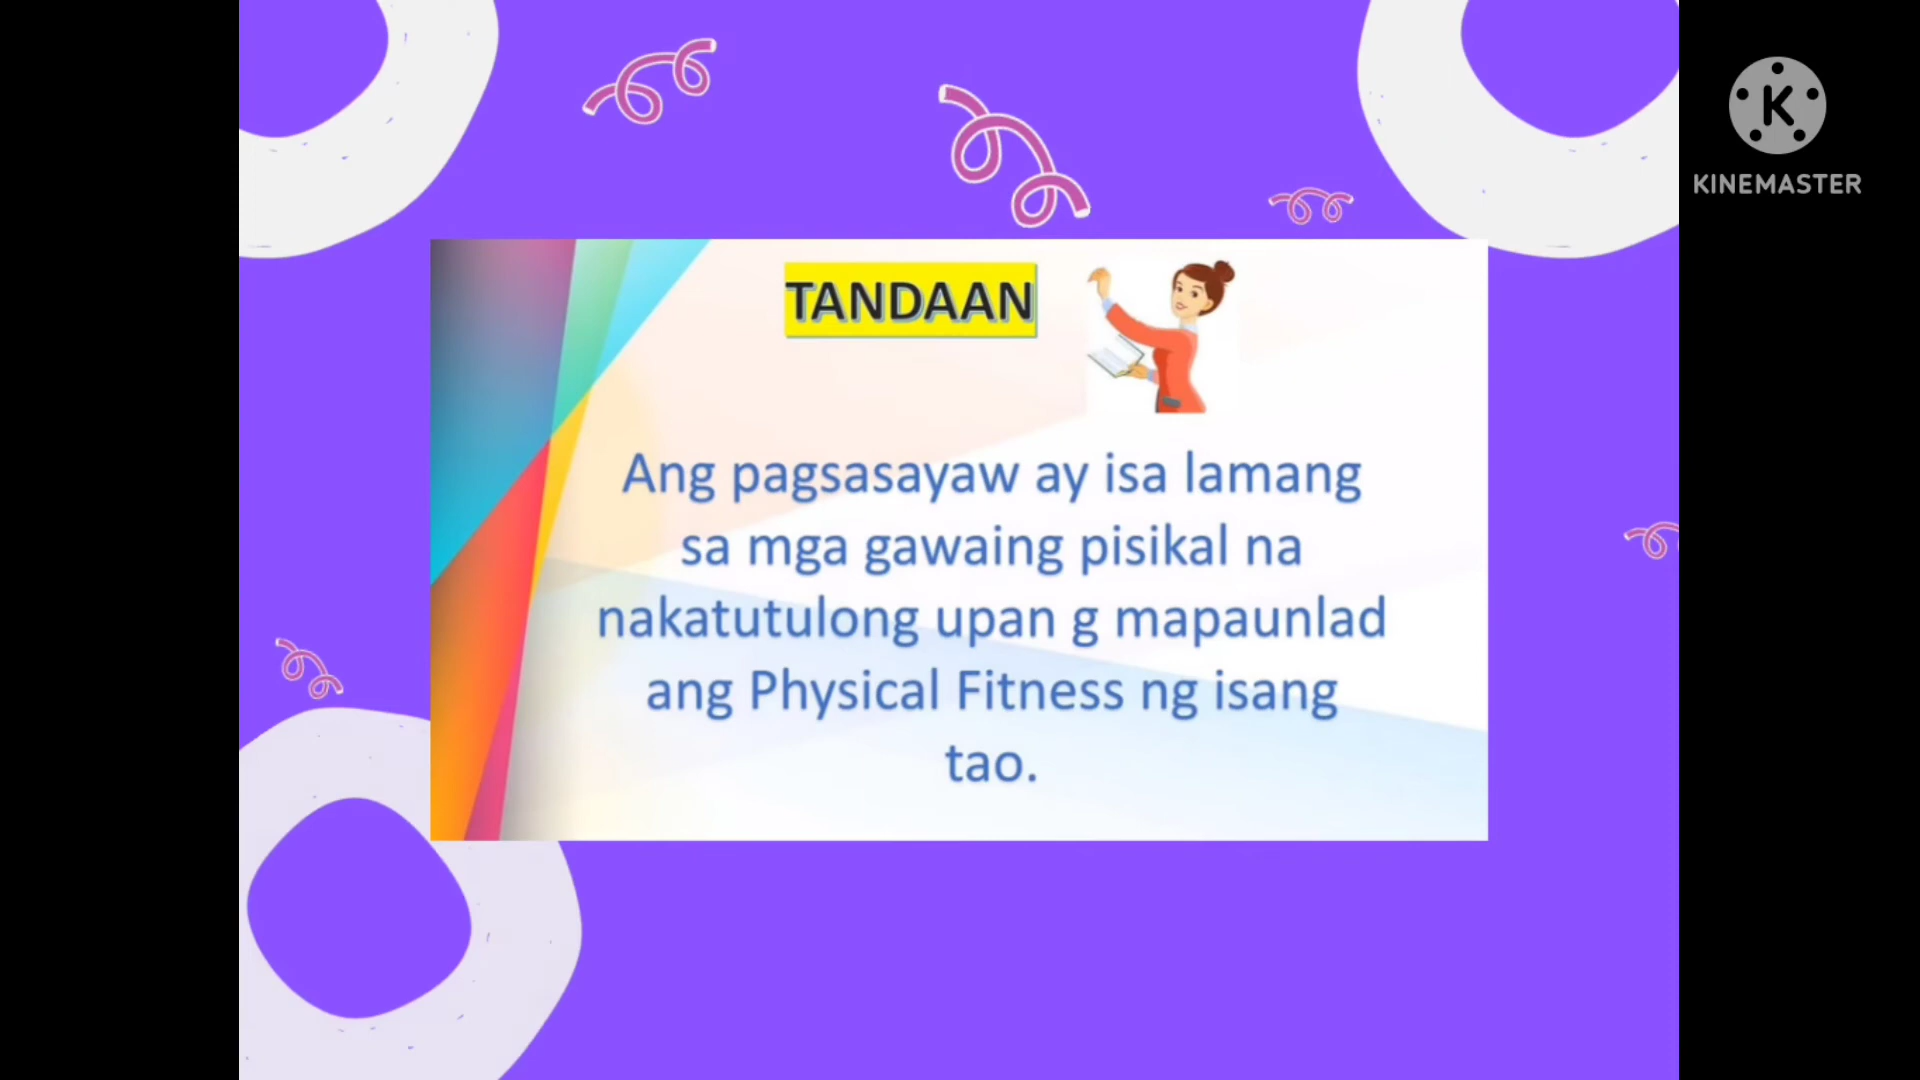 KINEMASTER
TANDAAN
Ang pagsasayaw ay isa lamang
sa mga gawaing pisikal na
nakatutulong upan g mapaunlad
ang Physical Fitness ng isang
tao.